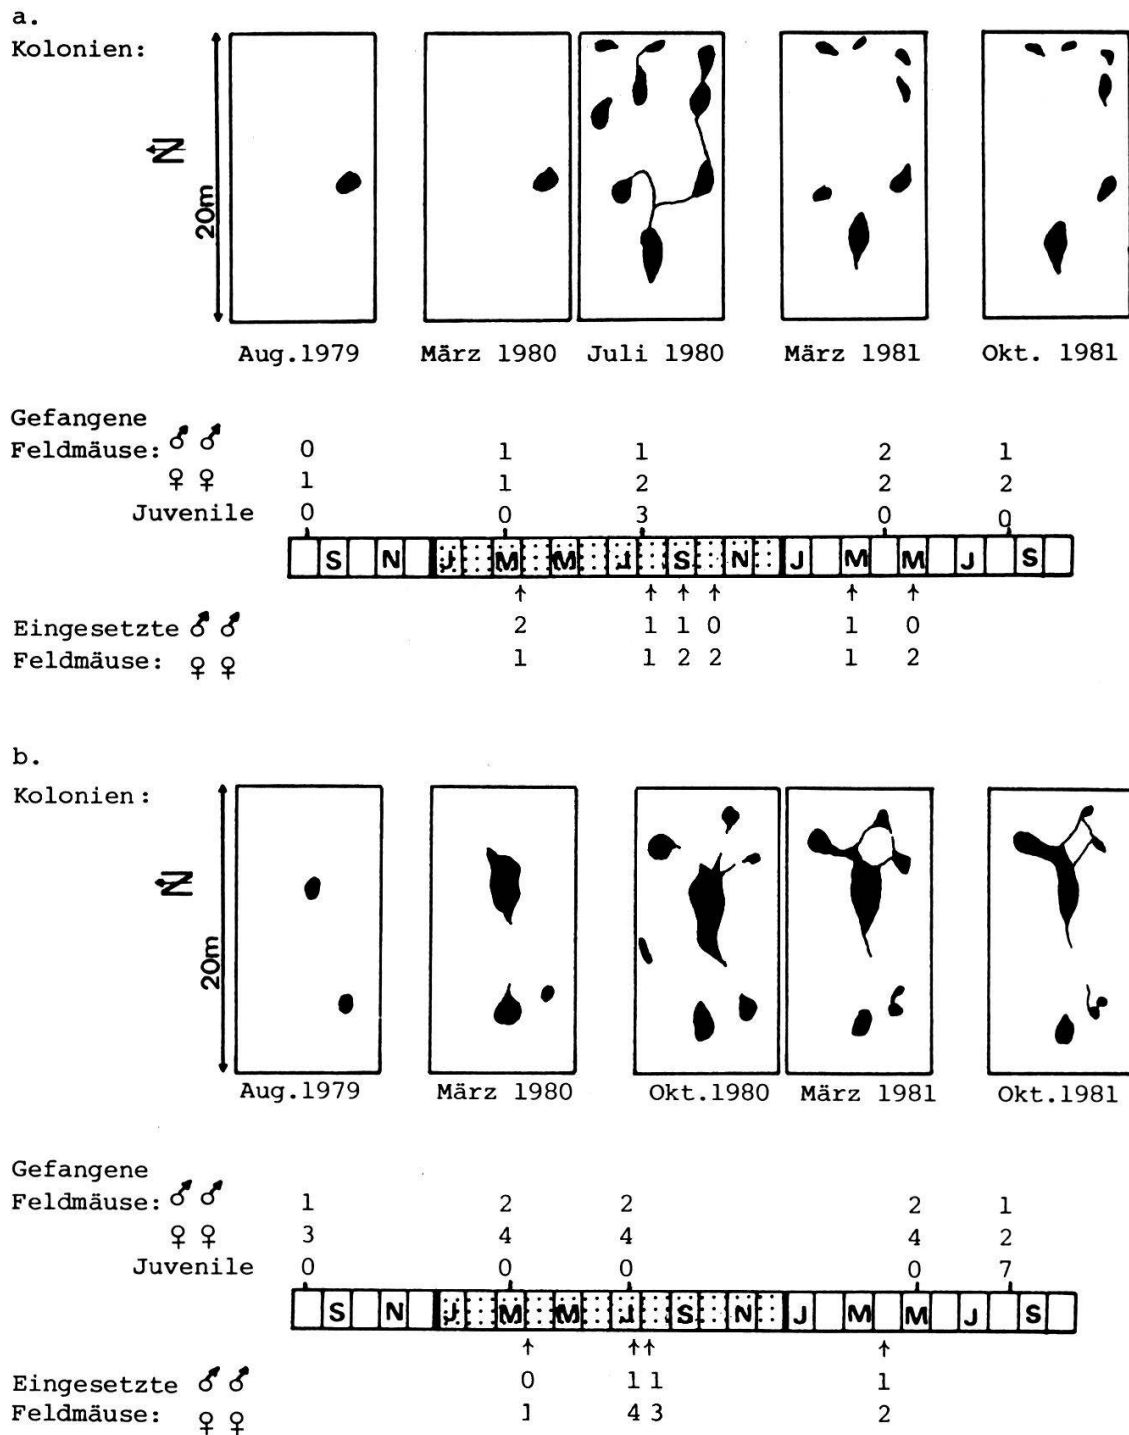 a.
Kolonien:
N
20m
Aug.1979 März 1980 Juli 1980 März 1981 Okt. 1981
Gefangene
Feldmäuse: ♂ ♂ 0 1 1 2 1
♀ ♀ 1 1 2 2 2
Juvenile 0 0 3 0 0
S N J M M J S N J M M J S
Eingesetzte ♂ ♂ 2 1 1 0 1 0
Feldmäuse: ♀ ♀ 1 1 2 2 1 2
b.
Kolonien:
N
20m
Aug.1979 März 1980 Okt.1980 März 1981 Okt.1981
Gefangene
Feldmäuse: ♂ ♂ 1 2 2 2 1
♀ ♀ 3 4 4 4 2
Juvenile 0 0 0 0 7
S N J M M J S N J M M J S
Eingesetzte ♂ ♂ 0 1 1 1
Feldmäuse: ♀ ♀ 1 4 3 2